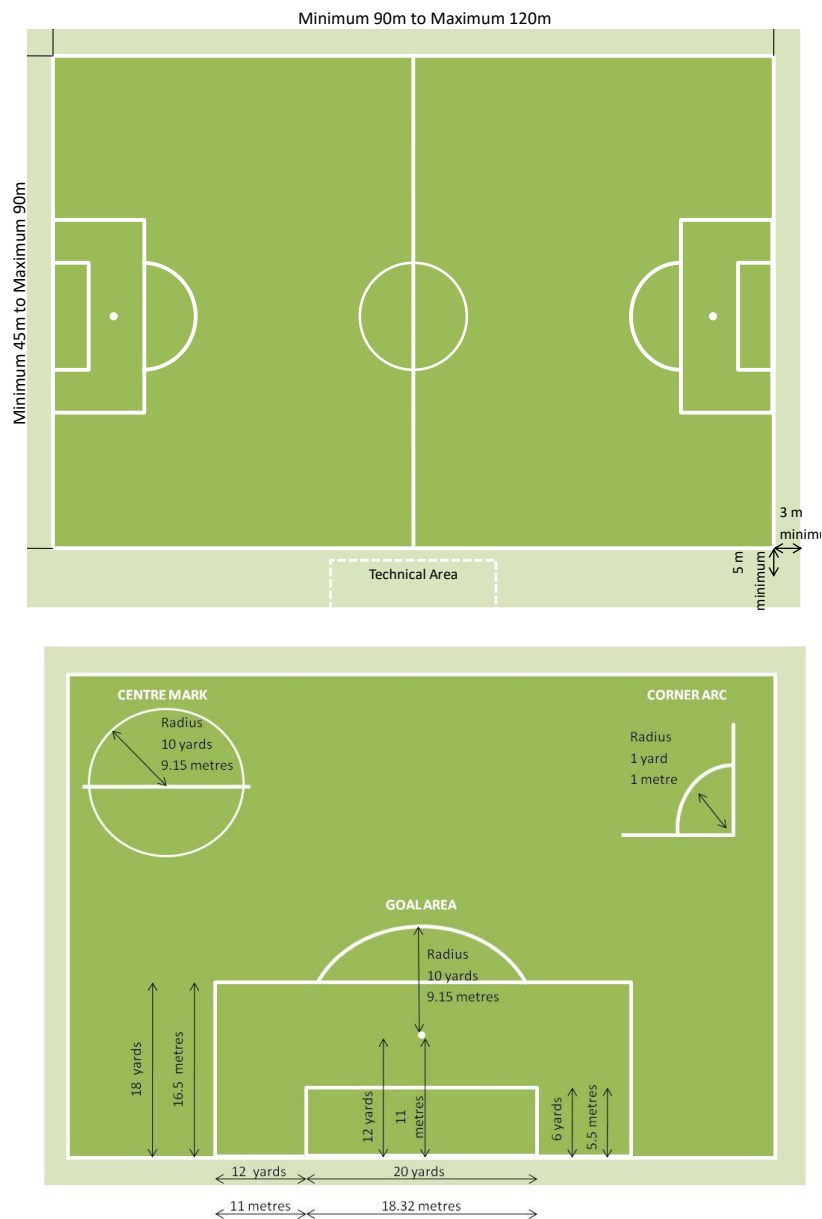 Minimum 90m to Maximum 120m
Minimum 45m to Maximum 90m
3 m
minimu
5 m
minimum
Technical Area
CENTRE MARK
Radius
10 yards
9.15 metres
CORNER ARC
Radius
1 yard
1 metre
GOAL AREA
Radius
10 yards
9.15 metres
18 yards
16.5 metres
12 yards
11
metres
6 yards
5.5 metres
12 yards
20 yards
11 metres
18.32 metres